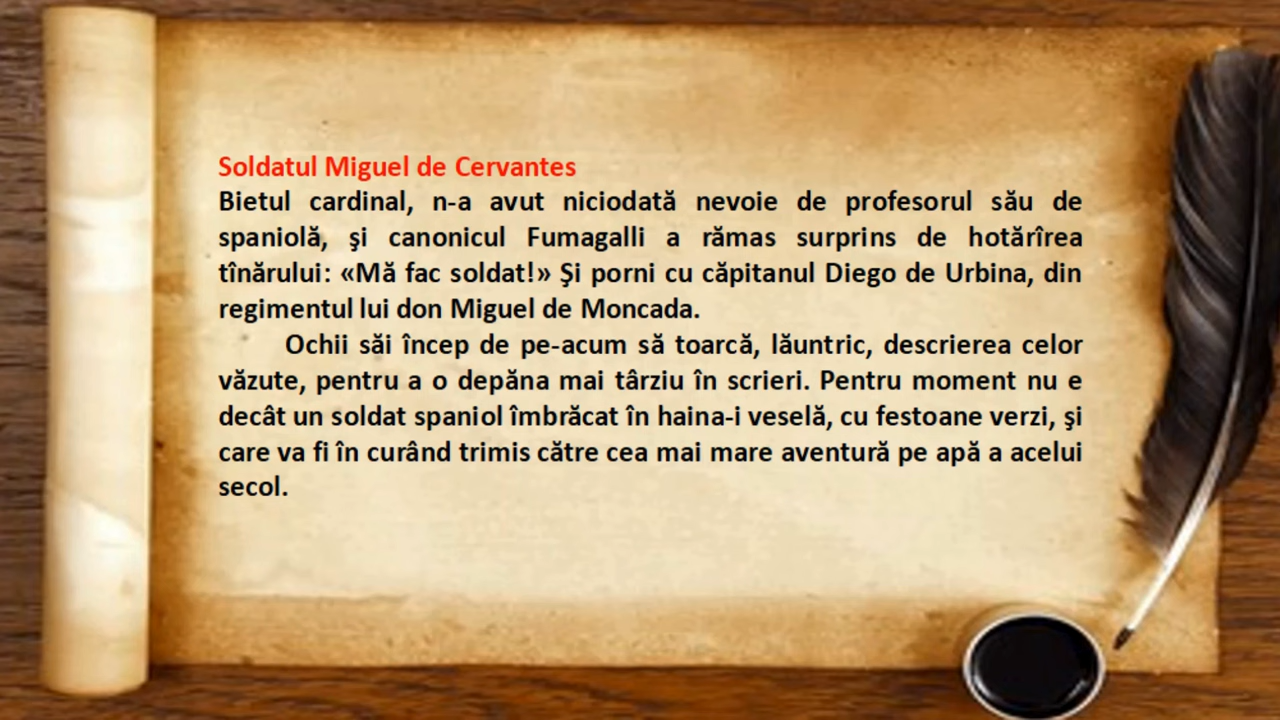 Soldatul Miguel de Cervantes
Bietul cardinal, n-a avut niciodată nevoie de profesorul său de
spaniolă, şi canonicul Fumagalli a rămas surprins de hotărîrea
tînărului: «Mă fac soldat!» Şi porni cu căpitanul Diego de Urbina, din
regimentul lui don Miguel de Moncada.
Ochii săi încep de pe-acum să toarcă, lăuntric, descrierea celor
văzute, pentru a o depăna mai târziu în scrieri. Pentru moment nu e
decât un soldat spaniol îmbrăcat în haina-i veselă, cu festoane verzi, şi
care va fi în curând trimis către cea mai mare aventură pe apă a acelui
secol.